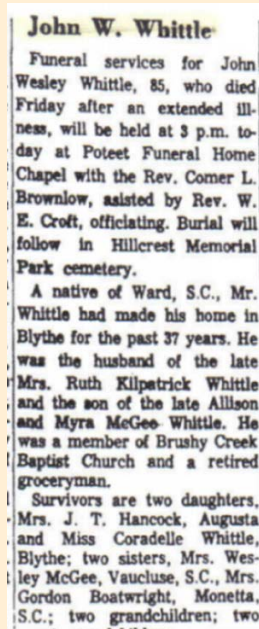 John W. Whittle
Funeral services for John
Wesley Whittle, 85, who died
Friday after an extended ill-
ness, will be held at 3 p.m. to-
day at Poteet Funeral Home
Chapel with the Rev. Comer L.
Brownlow, asisted by Rev. W.
E. Croft, officiating. Burial will
follow in Hillcrest Memorial
Park cemetery.
A native of Ward, S.C., Mr.
Whittle had made his home in
Blythe for the past 37 years. He
was the husband of the late
Mrs. Ruth Kilpatrick Whittle
and the son of the late Allison
and Myra McGee Whittle. He
was a member of Brushy Creek
Baptist Church and a retired
groceryman.
Survivors are two daughters,
Mrs. J. T. Hancock, Augusta
and Miss Coradelle Whittle,
Blythe; two sisters, Mrs. Wes-
ley McGee, Vaucluse, S.C., Mrs.
Gordon Boatwright, Monetta,
S.C.; two grandchildren; two